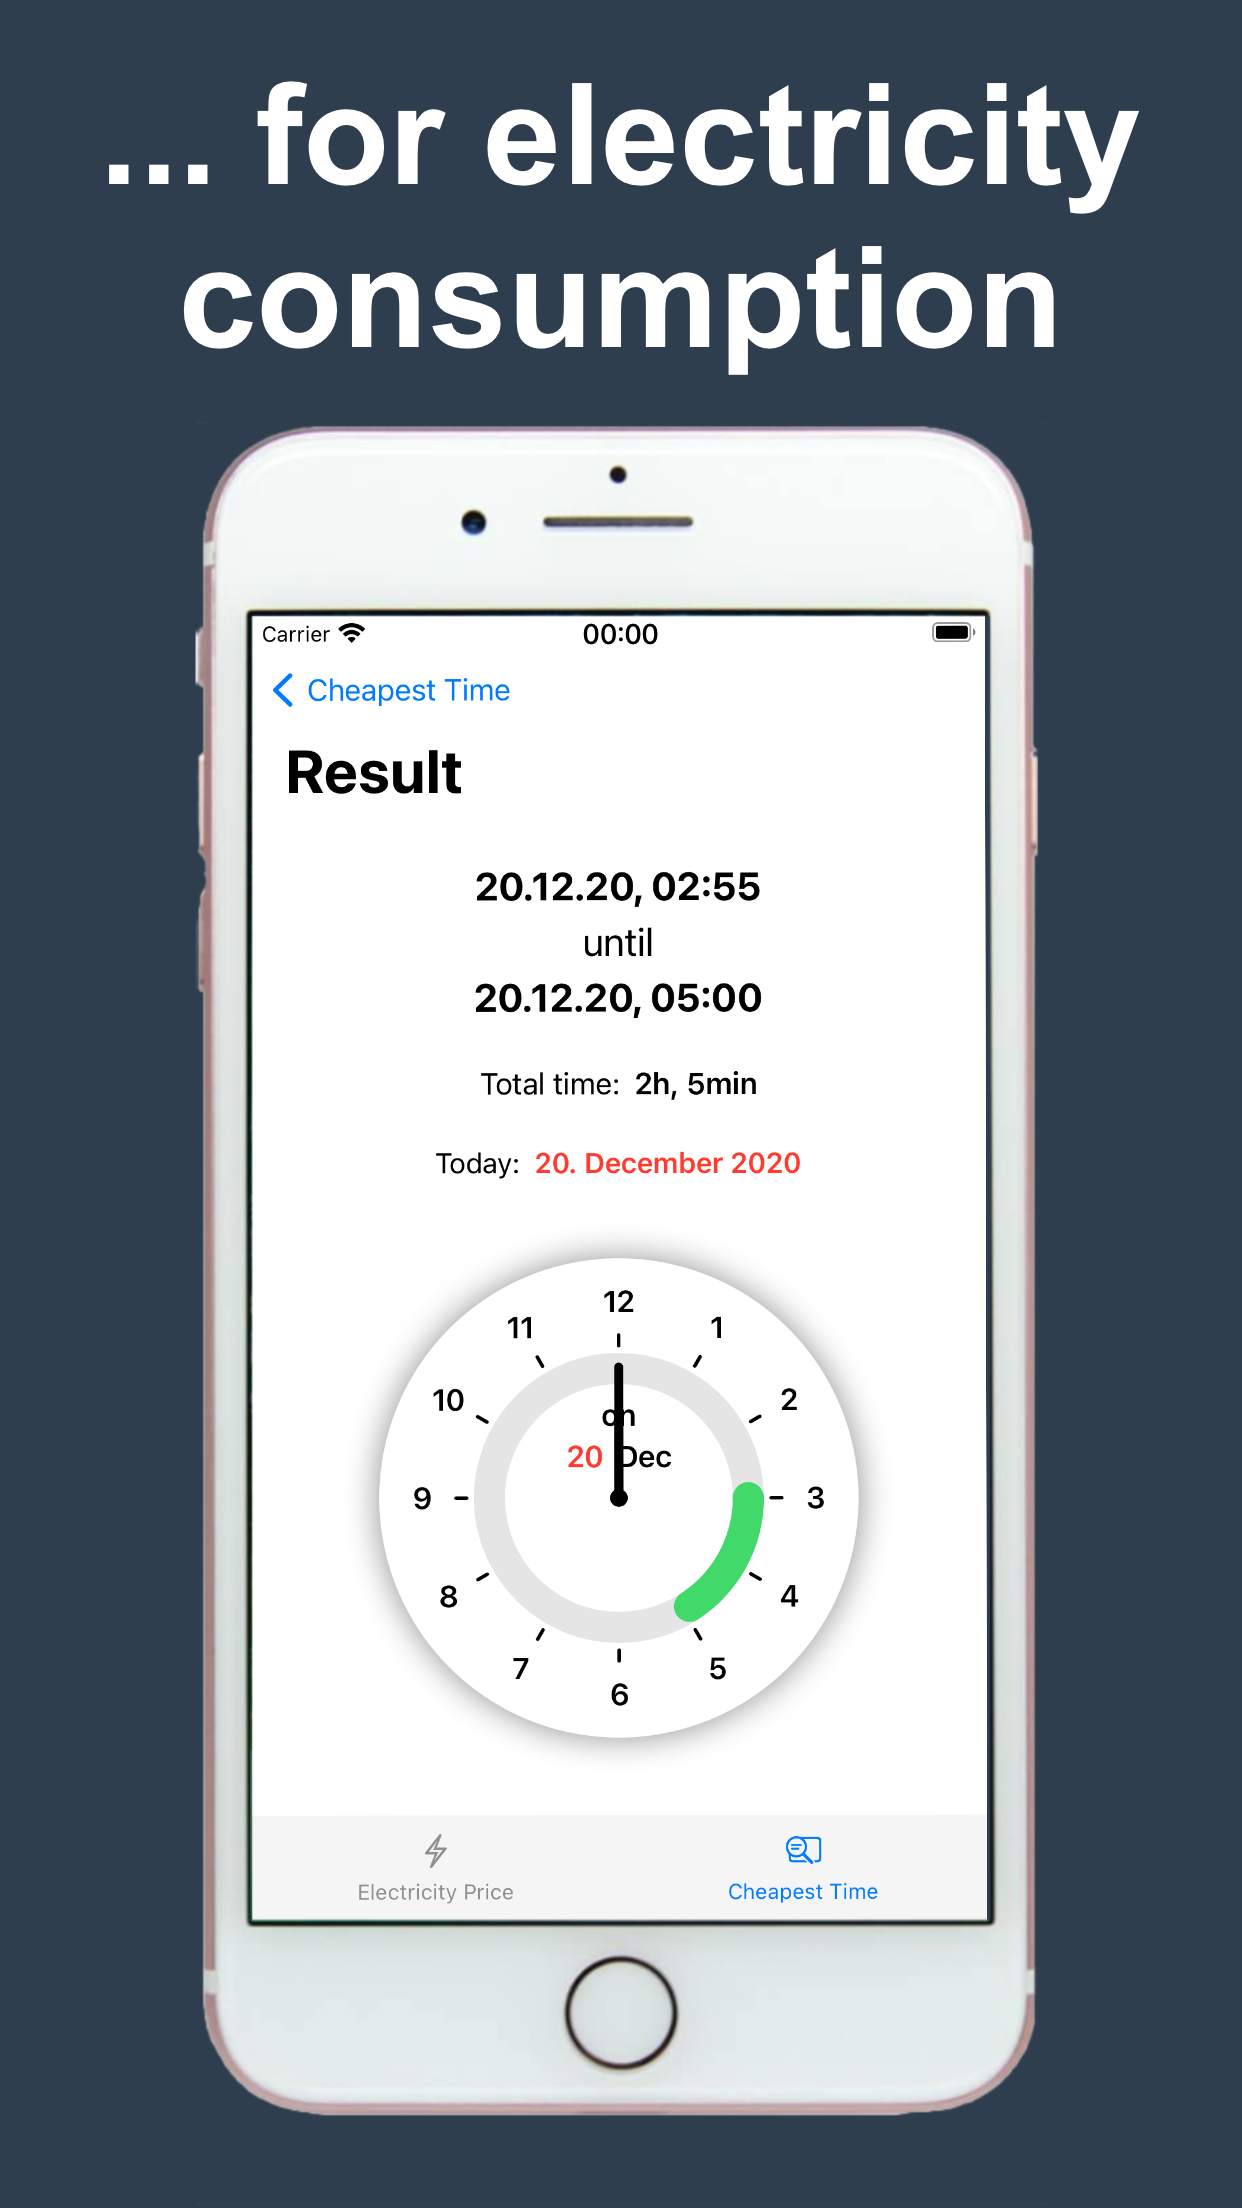 ... for electricity
consumption
Carrier 00:00
Cheapest Time
Result
20.12.20, 02:55
until
20.12.20, 05:00
Total time: 2h, 5min
Today: 20. December 2020
12
11 1
10 2
on
20 Dec
9 3
8 4
7 5
6
Electricity Price Cheapest Time